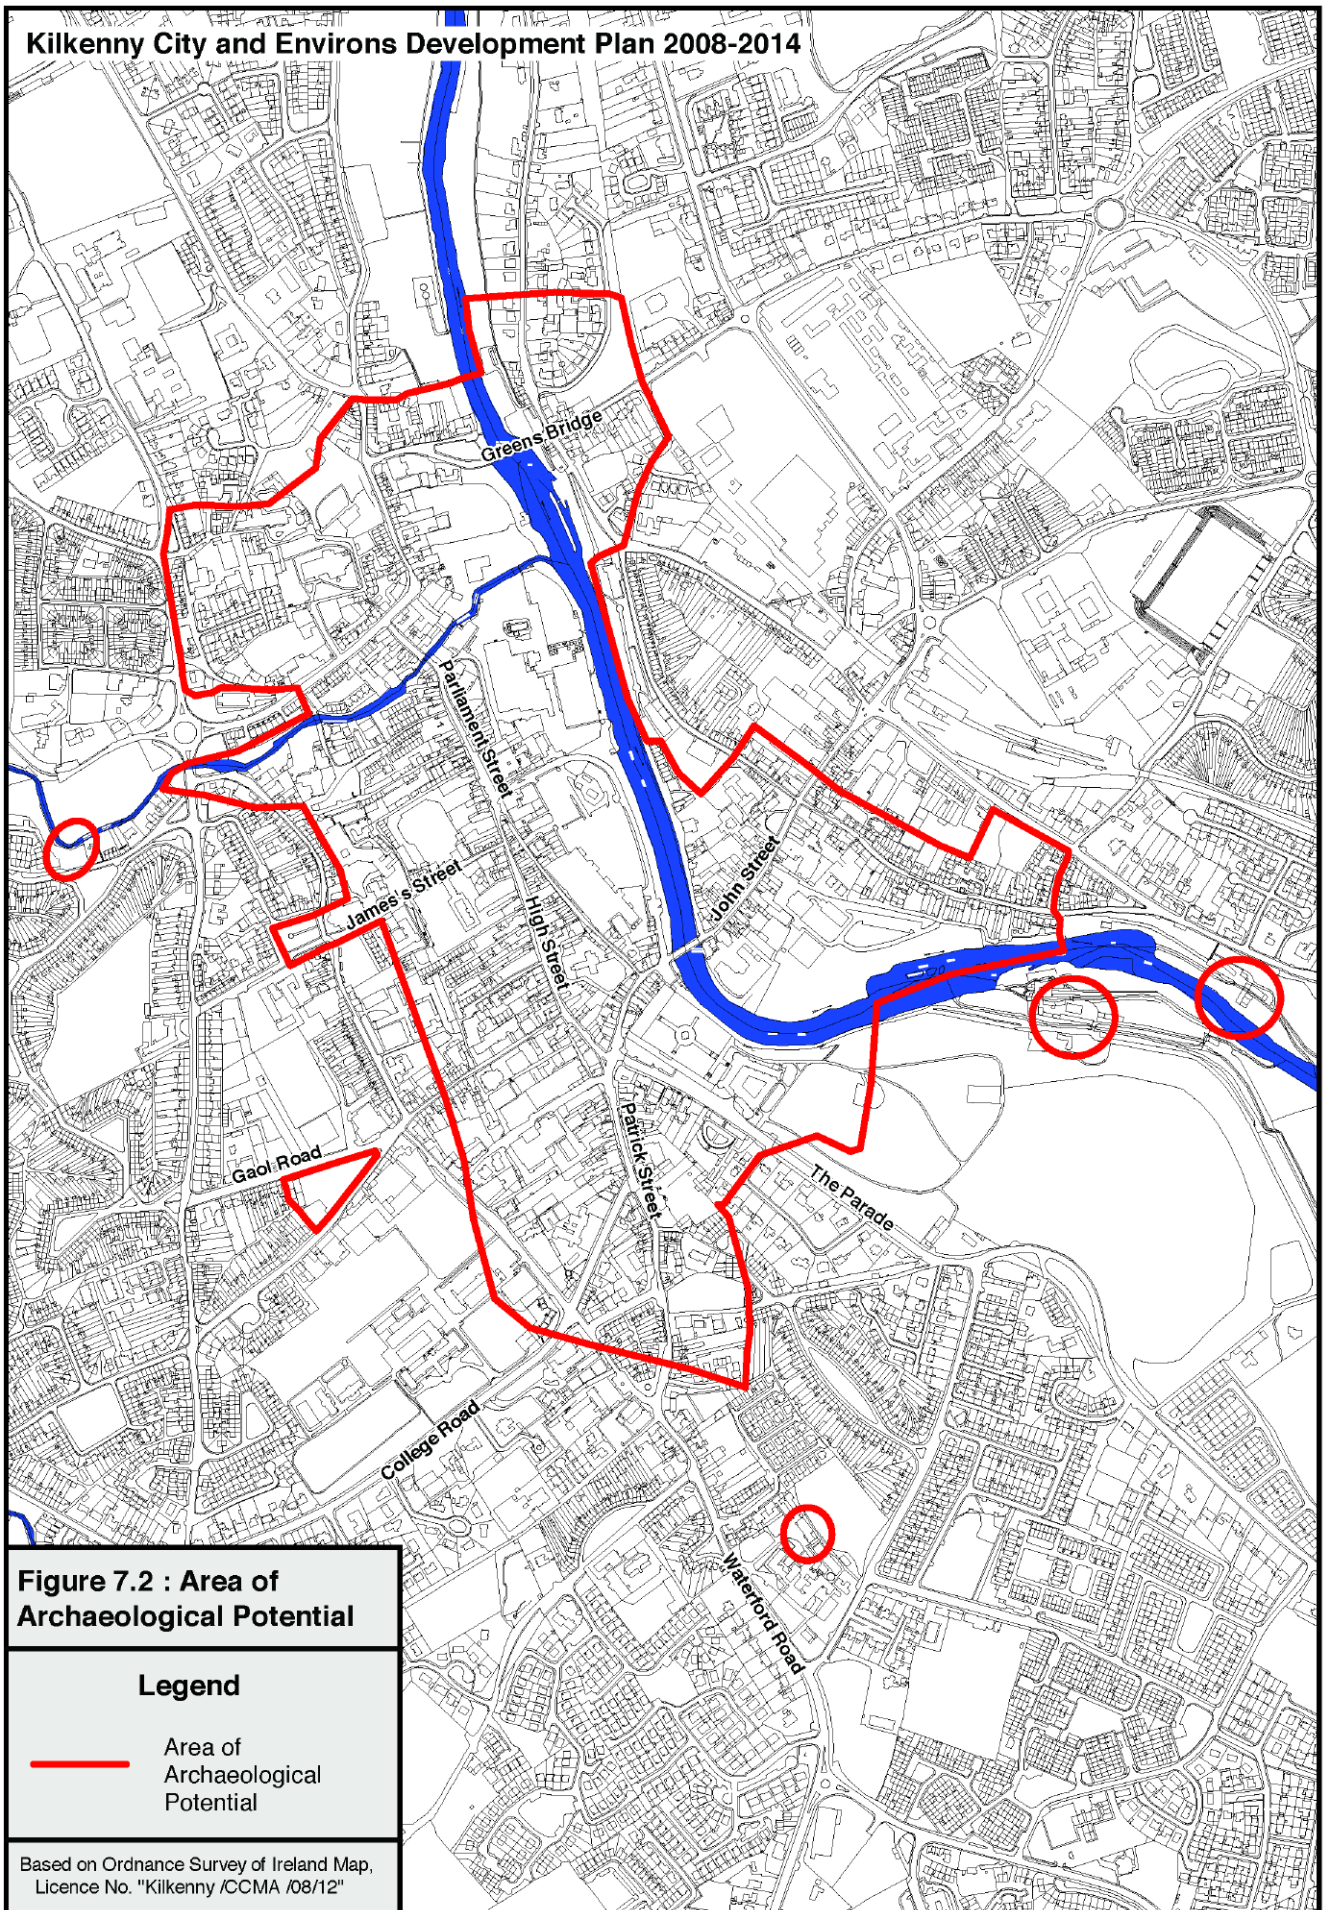 Kilkenny City and Environs Development Plan 2008-2014
Greens Bridge
Parliament Street
James's Street
High Street
John Street
Gaol Road
Patrick Street
The Parade
College Road
Waterford Road
Figure 7.2 : Area of
Archaeological Potential
Legend
Area of
Archaeological
Potential
Based on Ordnance Survey of Ireland Map,
Licence No. "Kilkenny /CCMA /08/12"